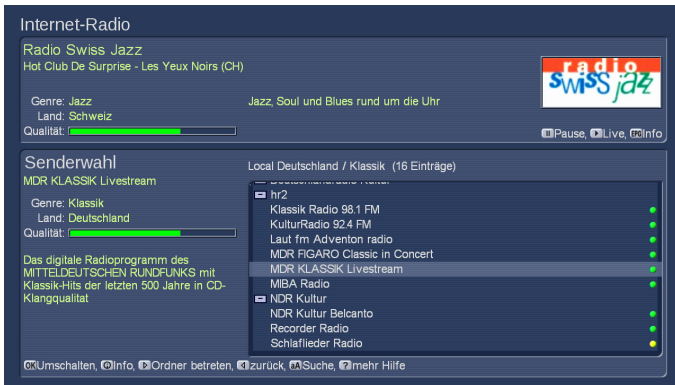 Internet-Radio
Radio Swiss Jazz
Hot Club De Surprise - Les Yeux Noirs (CH)
Genre: Jazz
Jazz, Soul und Blues rund um die Uhr
Land: Schweiz
Qualität:
radio
swiss jazz
Pause, Live, EPG Info
Senderwahl
Local Deutschland / Klassik (16 Einträge)
MDR KLASSIK Livestream
Genre: Klassik
Land: Deutschland
Qualität:
Das digitale Radioprogramm des
MITTELDEUTSCHEN RUNDFUNKS mit
Klassik-Hits der letzten 500 Jahre in CD-
Klangqualitat
Deutschlandradio Kultur
hr2
Klassik Radio 98.1 FM
KulturRadio 92.4 FM
Laut fm Adventon radio
MDR FIGARO Classic in Concert
MDR KLASSIK Livestream
MIBA Radio
NDR Kultur
NDR Kultur Belcanto
Recorder Radio
Schlaflieder Radio
OK Umschalten, Info, Ordner betreten, zurück, aA Suche, ? mehr Hilfe